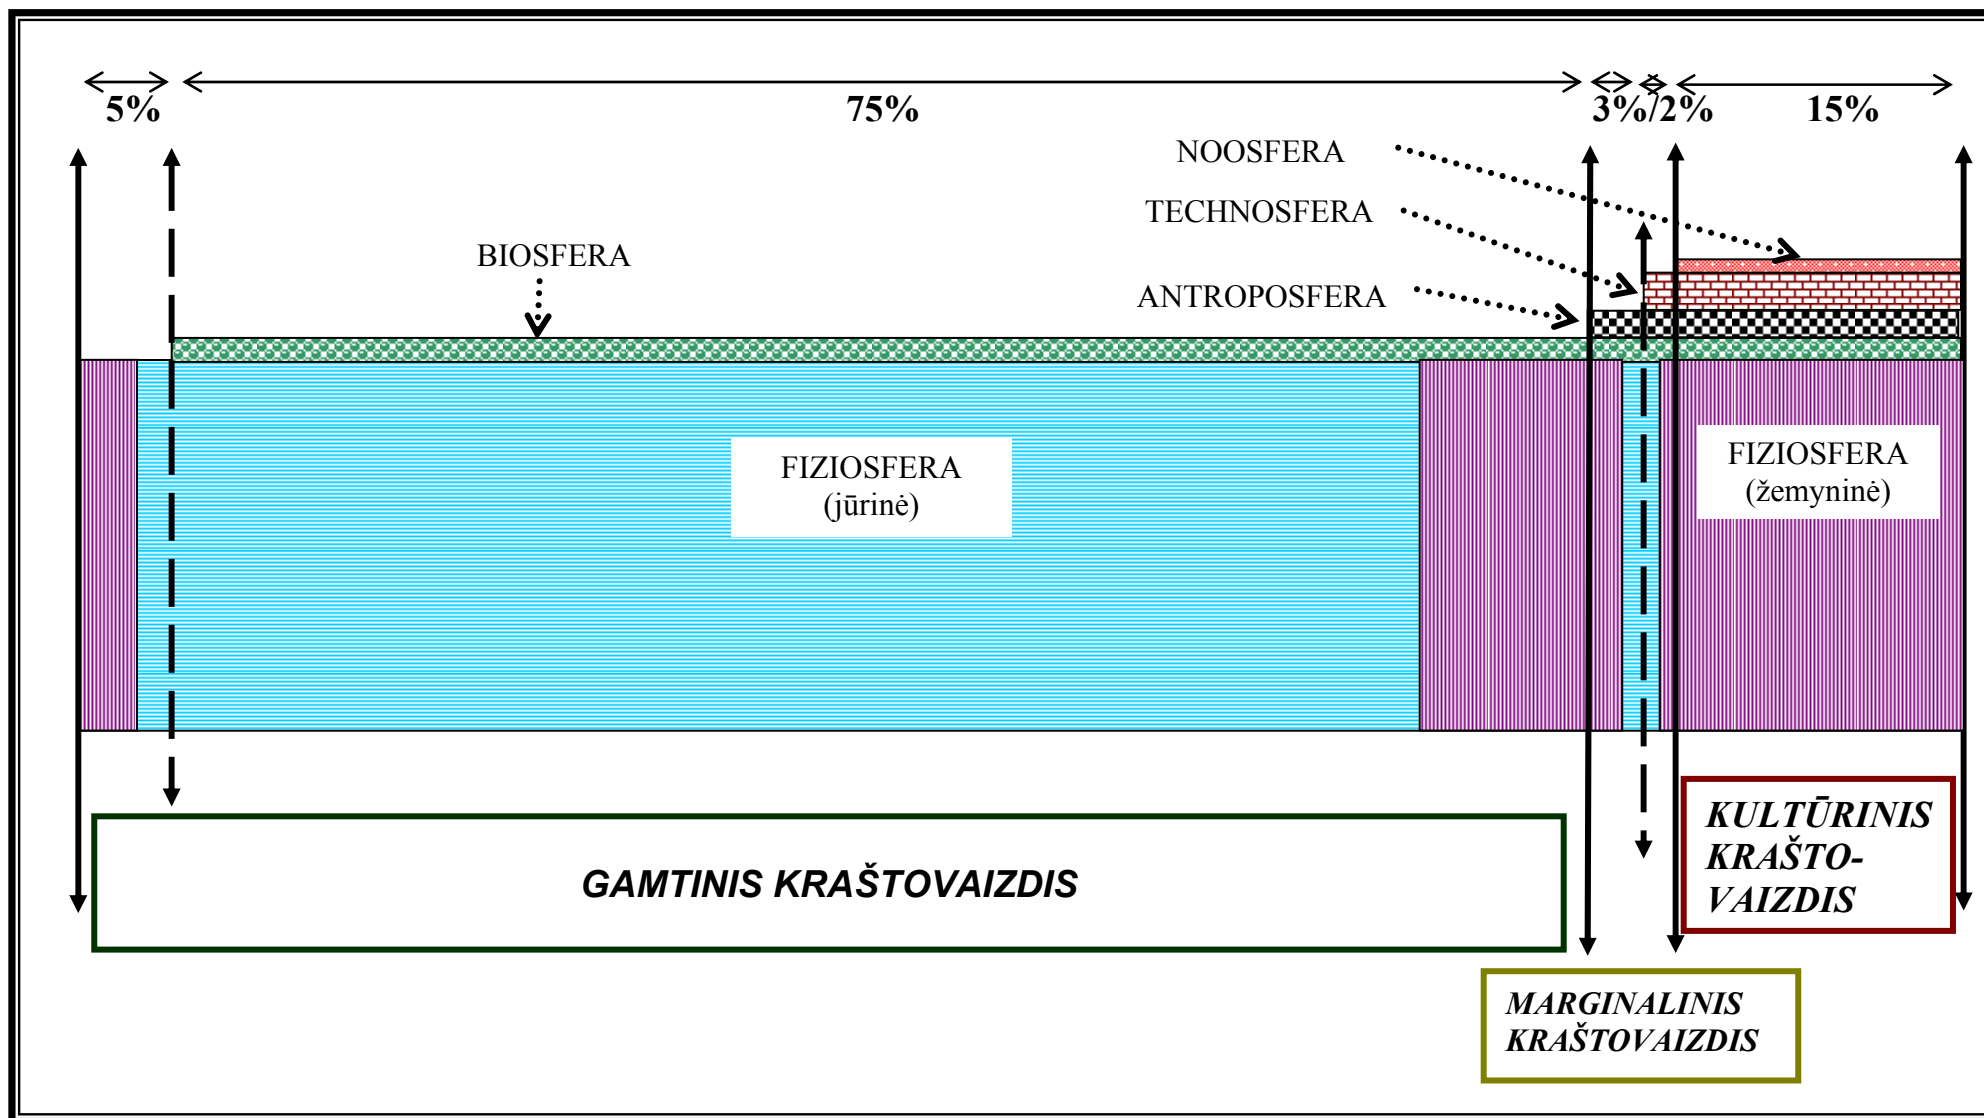 5%
75%
3%/2%
15%
NOOSFERA
TECHNOSFERA
BIOSFERA
ANTROPOSFERA
FIZIOSFERA
(jūrinė)
FIZIOSFERA
(žemyninė)
GAMTINIS KRAŠTOVAIZDIS
KULTŪRINIS
KRAŠTO-
VAIZDIS
MARGINALINIS
KRAŠTOVAIZDIS